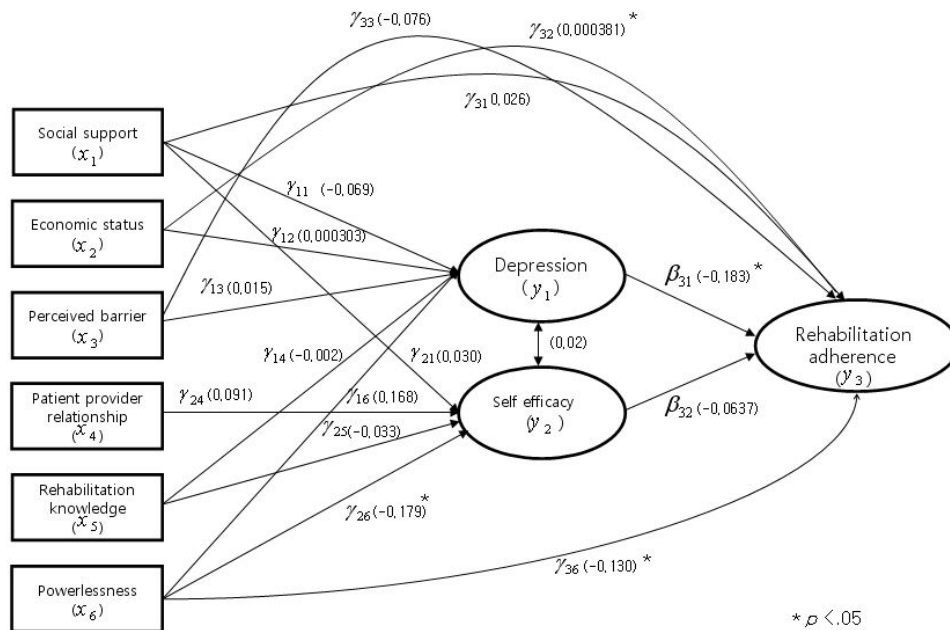 γ33 (-0,076)
γ32 (0,000381) *
γ31 0,026)
Social support
(x1)
γ11 (-0,069)
Economic status
(x2)
γ12 (0,000303)
Depression
(y1)
β31 (-0,183) *
γ13 (0,015)
Perceived barrier
(x3)
Rehabilitation
adherence
(y3)
γ14 (-0,002)
γ21 (0,030)
(0,02)
Patient provider
relationship
(x4)
γ24 (0,091)
γ16 (0,168)
Self efficacy
(y2)
β32 (-0,0637)
γ25 (-0,033)
Rehabilitation
knowledge
(x5)
γ26 (-0,179) *
Powerlessness
(x6)
γ36 (-0,130) *
* p <.05